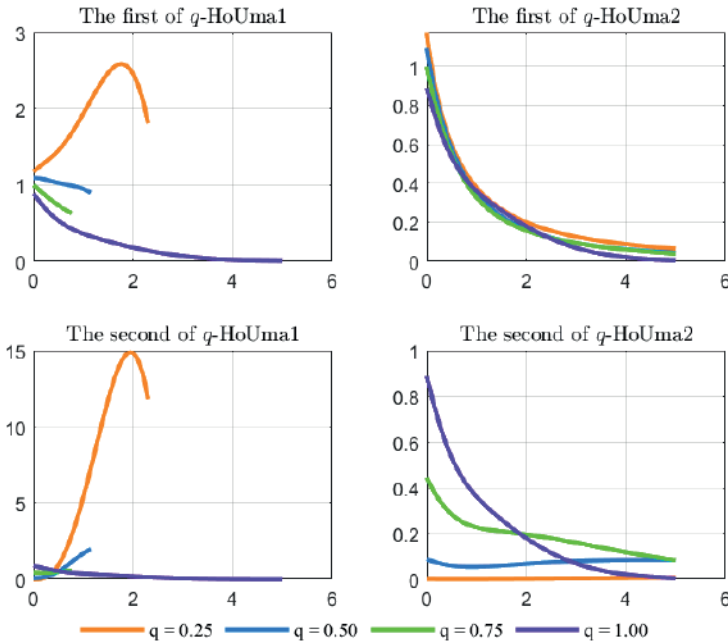 The first of q-HoUma1
3
2
1
0
0 2 4 6
The first of q-HoUma2
1
0.8
0.6
0.4
0.2
0
0 2 4 6
The second of q-HoUma1
15
10
5
0
0 2 4 6
The second of q-HoUma2
1
0.8
0.6
0.4
0.2
0
0 2 4 6
q = 0.25 q = 0.50 q = 0.75 q = 1.00